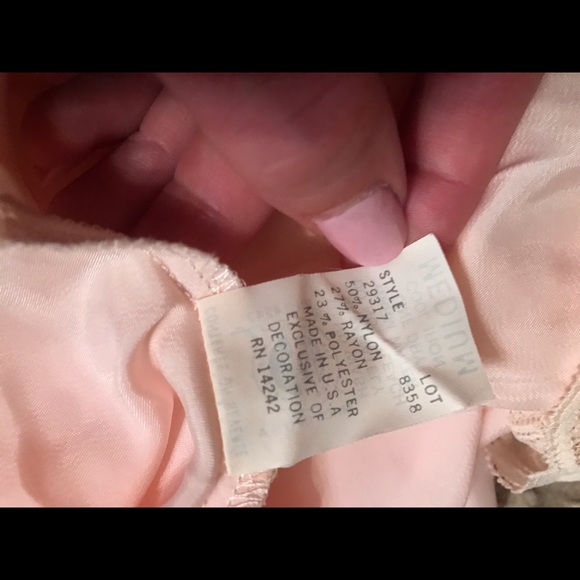 STYLE LOT
29317 8358
50% NYLON
27% RAYON
23% POLYESTER
MADE IN U.S.A
EXCLUSIVE OF
DECORATION
RN 14242
MEDIUM